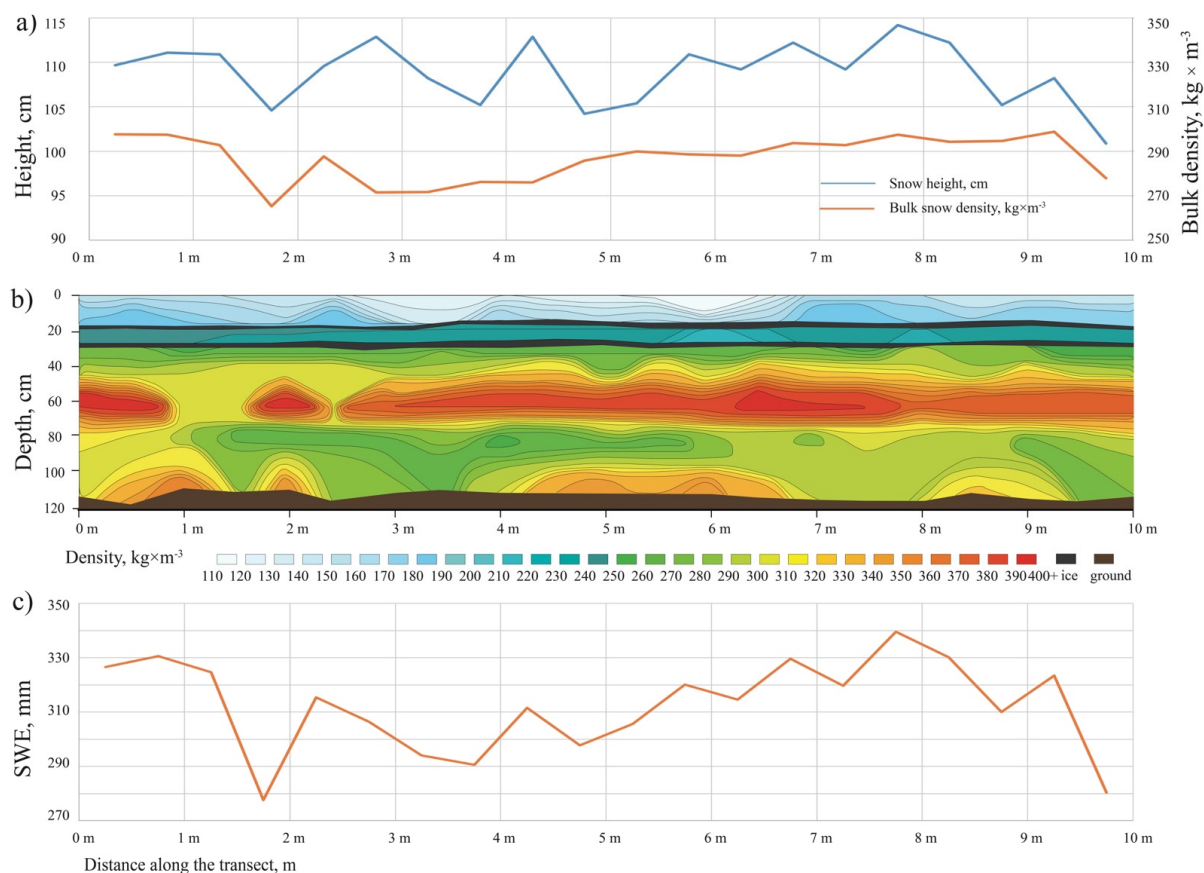 a)
115
110
105
100
95
90
Height, cm
350
330
310
290
270
250
Bulk density, kg × m⁻³
Snow height, cm
Bulk snow density, kg×m⁻³
0 m 1 m 2 m 3 m 4 m 5 m 6 m 7 m 8 m 9 m 10 m
b)
0
20
40
60
80
100
120
Depth, cm
0 m 1 m 2 m 3 m 4 m 5 m 6 m 7 m 8 m 9 m 10 m
Density, kg×m⁻³
110 120 130 140 150 160 170 180 190 200 210 220 230 240 250 260 270 280 290 300 310 320 330 340 350 360 370 380 390 400+ ice ground
c)
350
330
310
290
270
SWE, mm
0 m 1 m 2 m 3 m 4 m 5 m 6 m 7 m 8 m 9 m 10 m
Distance along the transect, m